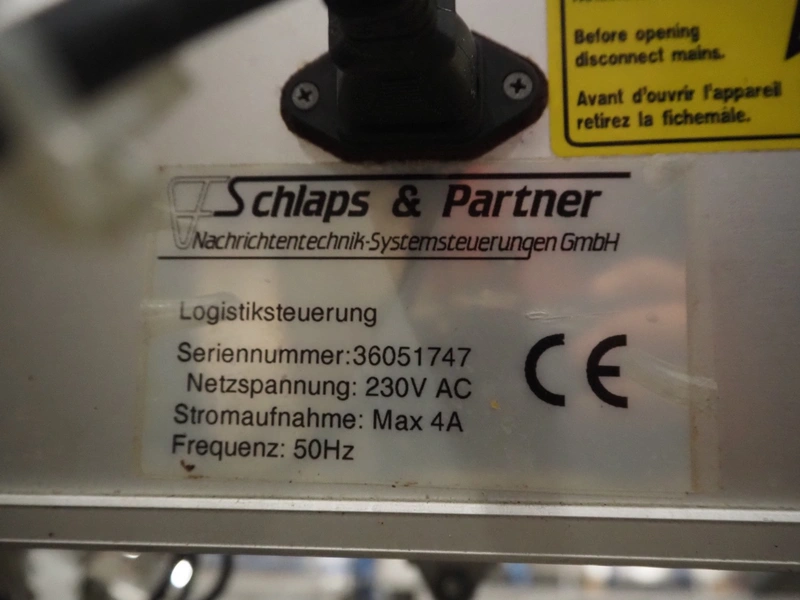 Before opening
disconnect mains.
Avant d'ouvrir l'appareil
retirez la fichemâle.
Schlaps & Partner
Nachrichtentechnik-Systemsteuerungen GmbH
Logistiksteuerung
Seriennummer:36051747
Netzspannung: 230V AC
Stromaufnahme: Max 4A
Frequenz: 50Hz
CE